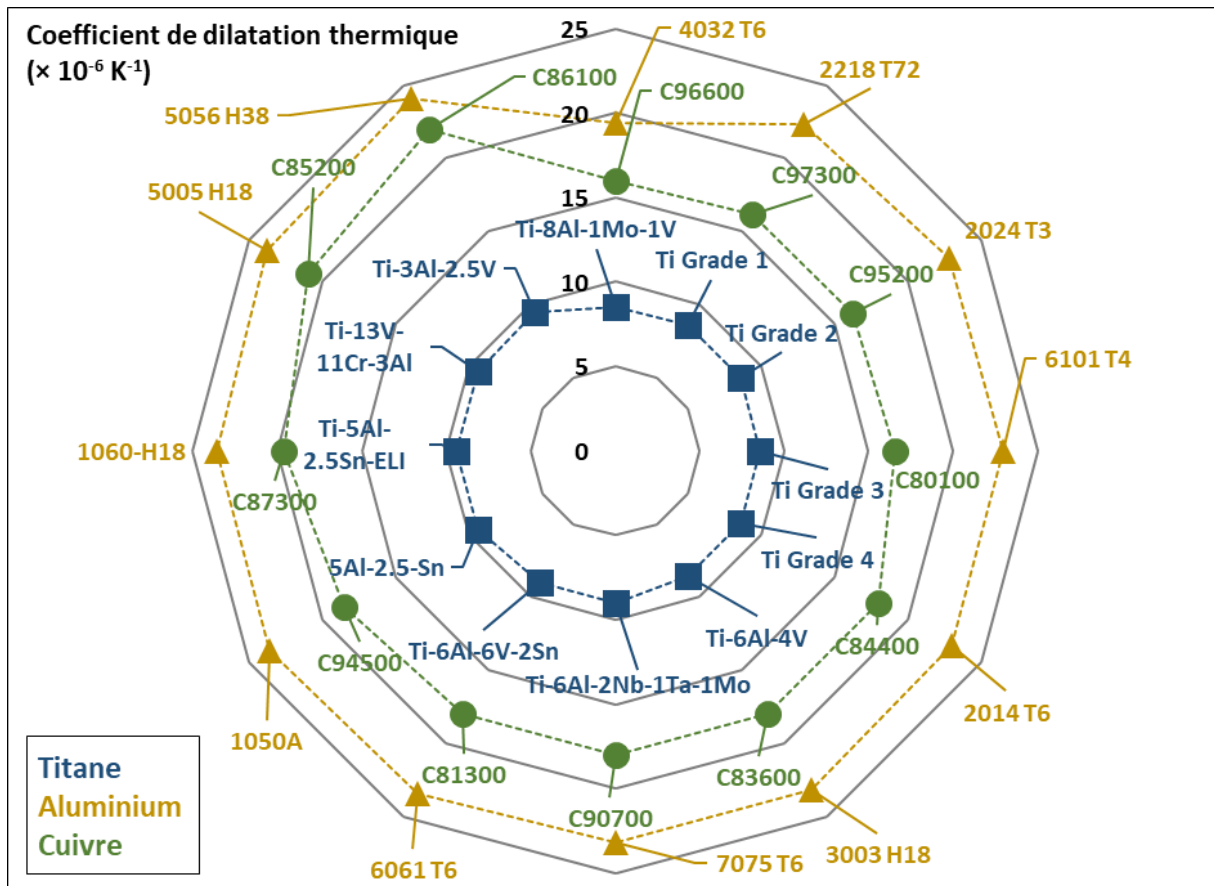 Coefficient de dilatation thermique
(× 10⁻⁶ K⁻¹)
25
20
15
10
5
0
4032 T6
2218 T72
2024 T3
6101 T4
2014 T6
3003 H18
7075 T6
6061 T6
1050A
1060-H18
5005 H18
5056 H38
C96600
C97300
C95200
C80100
C84400
C83600
C90700
C81300
C94500
C87300
C85200
C86100
Ti-8Al-1Mo-1V
Ti Grade 1
Ti Grade 2
Ti Grade 3
Ti Grade 4
Ti-6Al-4V
Ti-6Al-2Nb-1Ta-1Mo
Ti-6Al-6V-2Sn
5Al-2.5-Sn
Ti-5Al-
2.5Sn-ELI
Ti-13V-
11Cr-3Al
Ti-3Al-2.5V
Titane
Aluminium
Cuivre